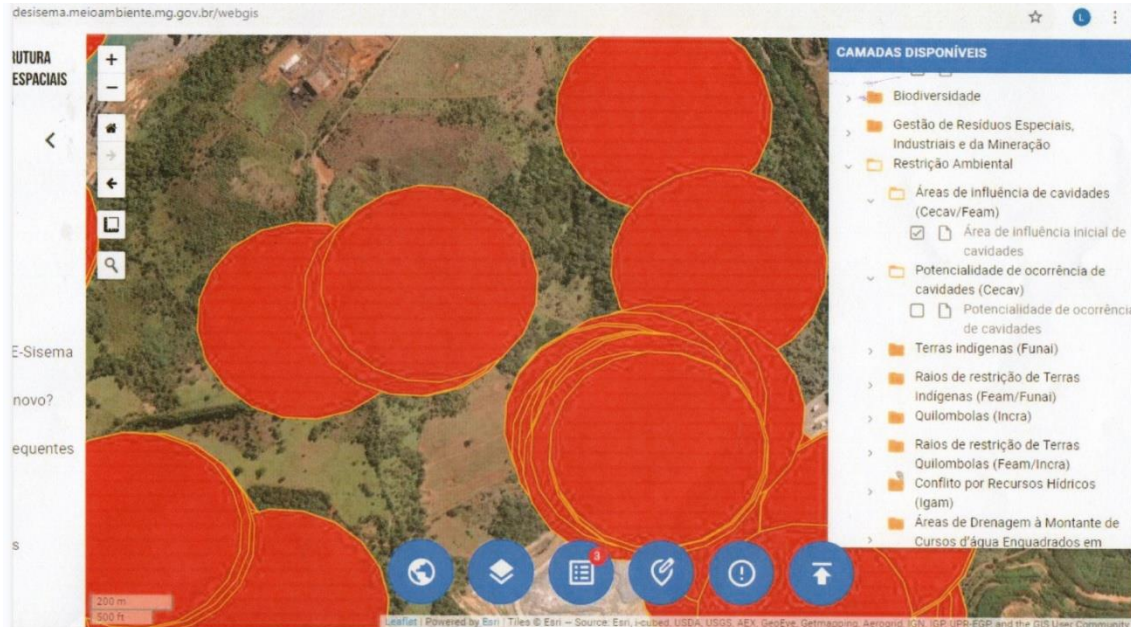 desisema.meioambiente.mg.gov.br/webgis
L
RUTURA
ESPACIAIS
E-Sisema
novo?
equentes
s
+
−
200 m
500 ft
3
Leaflet | Powered by Esri | Tiles © Esri — Source: Esri, i-cubed, USDA, USGS, AEX, GeoEye, Getmapping, Aerogrid, IGN, IGP, UPR-EGP, and the GIS User Community
CAMADAS DISPONÍVEIS
Biodiversidade
Gestão de Resíduos Especiais,
Industriais e da Mineração
Restrição Ambiental
Áreas de influência de cavidades
(Cecav/Feam)
Área de influência inicial de
cavidades
Potencialidade de ocorrência de
cavidades (Cecav)
Potencialidade de ocorrência
de cavidades
Terras indígenas (Funai)
Raios de restrição de Terras
Indígenas (Feam/Funai)
Quilombolas (Incra)
Raios de restrição de Terras
Quilombolas (Feam/Incra)
Conflito por Recursos Hídricos
(Igam)
Áreas de Drenagem à Montante de
Cursos d'água Enquadrados em